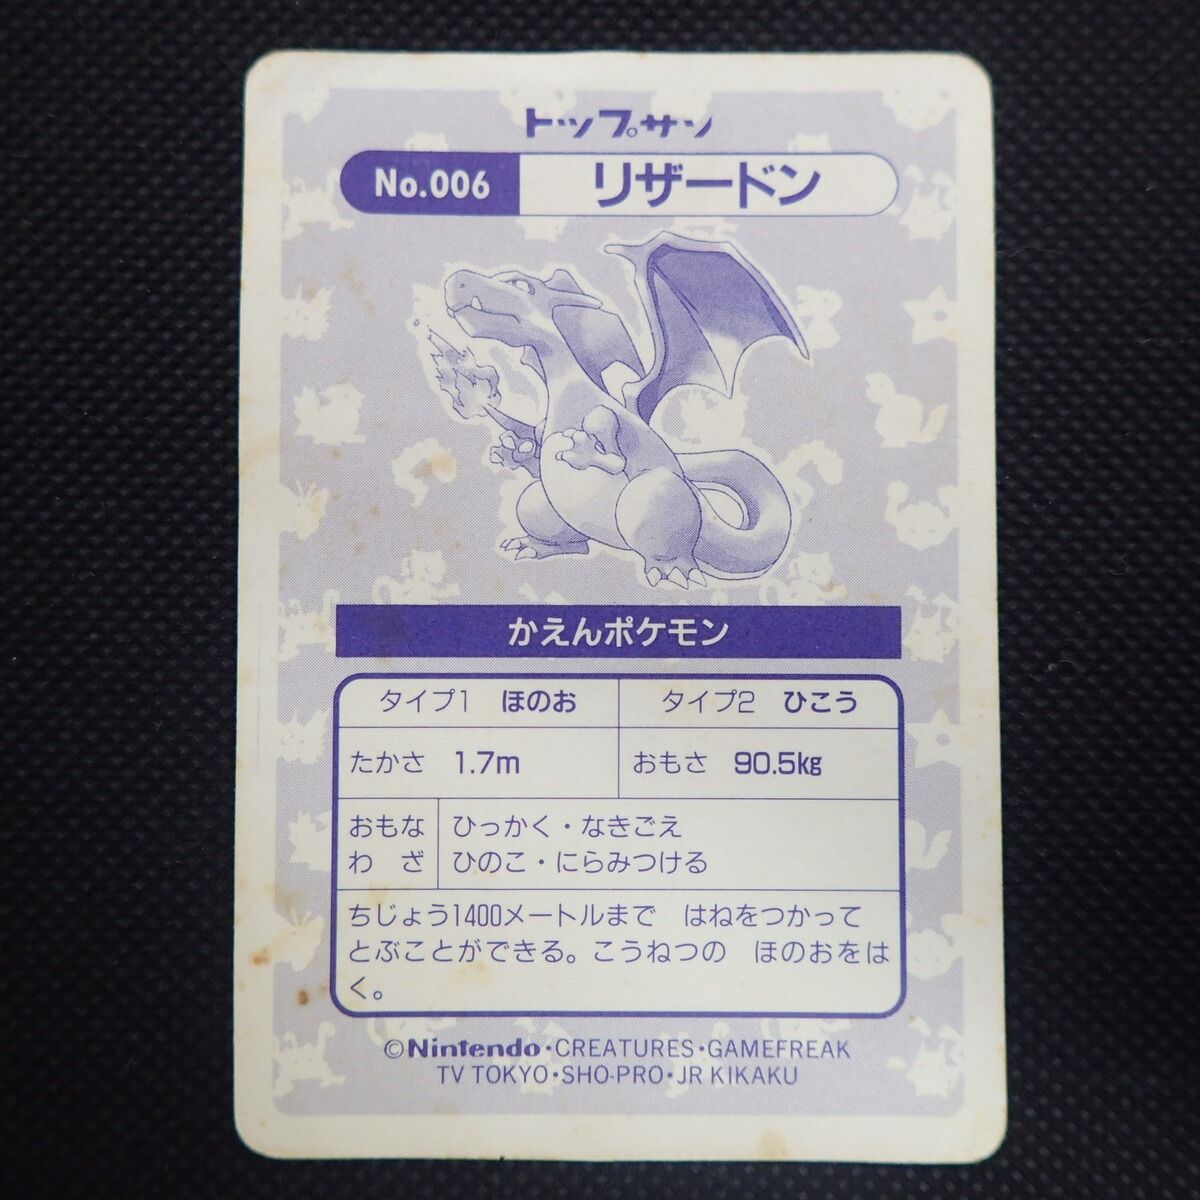 トップサン
No.006 リザードン
かえんポケモン
タイプ1 ほのお タイプ2 ひこう
たかさ 1.7m おもさ 90.5kg
おもな ひっかく・なきごえ
わ ざ ひのこ・にらみつける
ちじょう1400メートルまで はねをつかって
とぶことができる。こうねつの ほのおをは
く。
©Nintendo・CREATURES・GAMEFREAK
TV TOKYO・SHO-PRO・JR KIKAKU